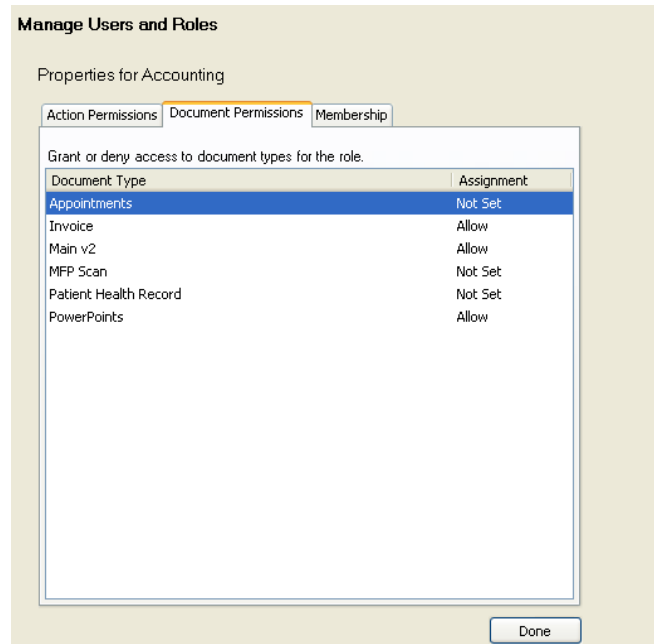 Manage Users and Roles
Properties for Accounting
Action Permissions Document Permissions Membership
Grant or deny access to document types for the role.
Document Type Assignment
Appointments Not Set
Invoice Allow
Main v2 Allow
MFP Scan Not Set
Patient Health Record Not Set
PowerPoints Allow
Done